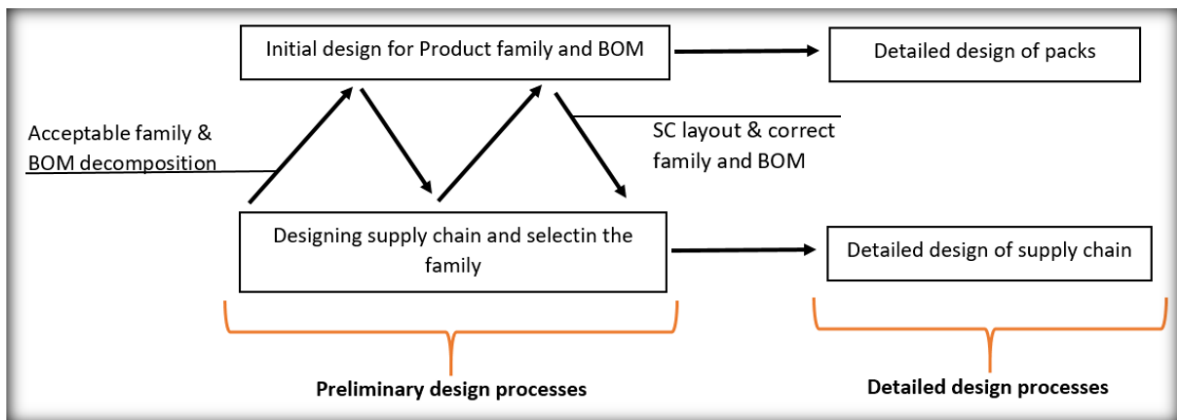 Initial design for Product family and BOM
Detailed design of packs
Acceptable family &
BOM decomposition
SC layout & correct
family and BOM
Designing supply chain and selectin the
family
Detailed design of supply chain
Preliminary design processes
Detailed design processes